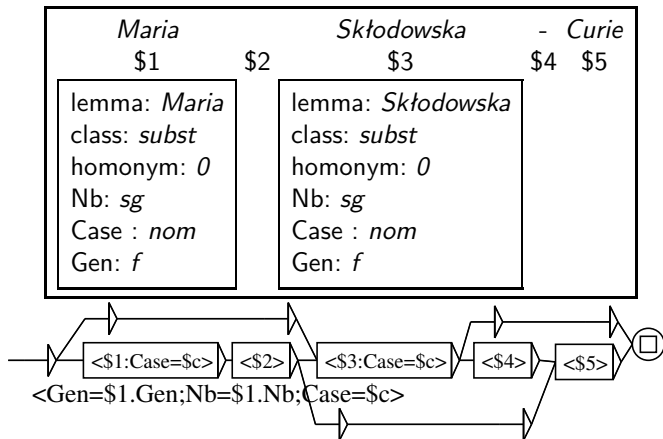 Maria Skłodowska - Curie
$1 $2 $3 $4 $5
lemma: Maria lemma: Skłodowska
class: subst class: subst
homonym: 0 homonym: 0
Nb: sg Nb: sg
Case : nom Case : nom
Gen: f Gen: f
<$1:Case=$c> <$2> <$3:Case=$c> <$4> <$5>
<Gen=$1.Gen;Nb=$1.Nb;Case=$c>